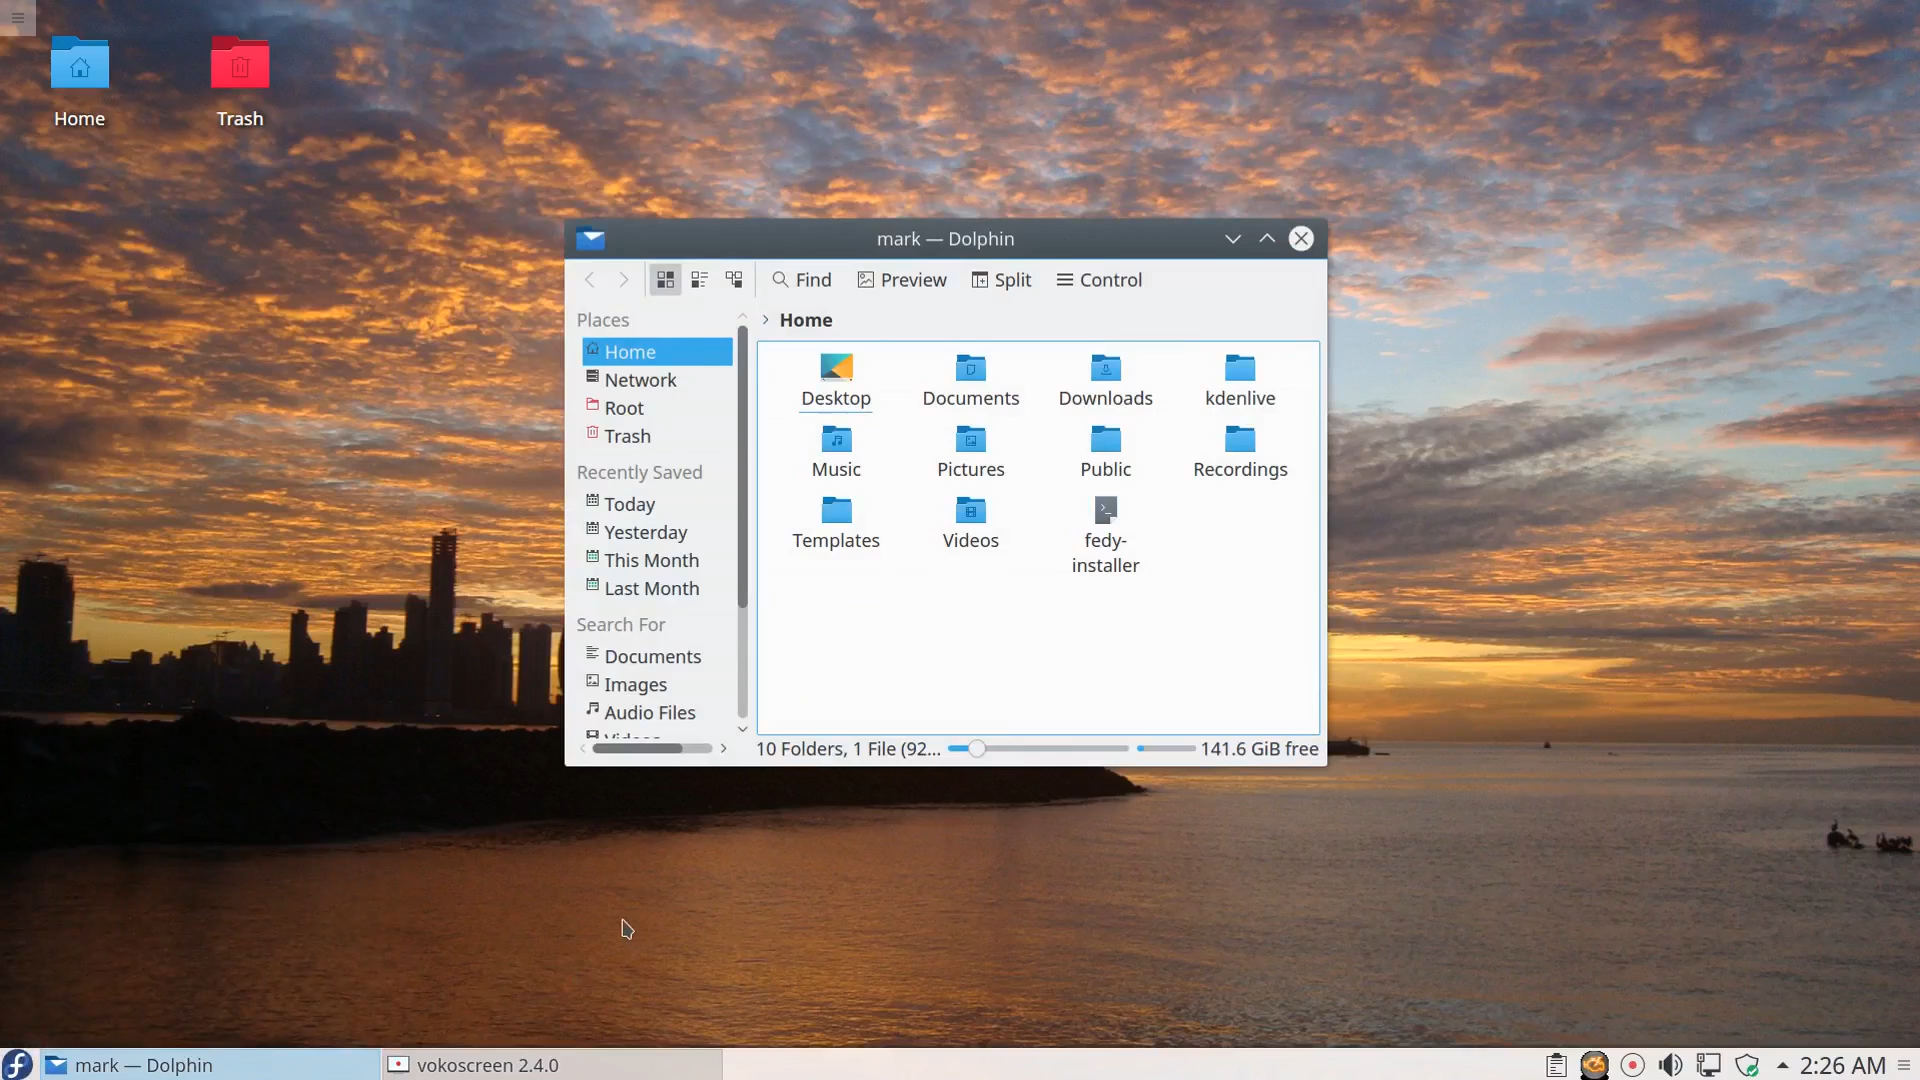 Home
Trash
mark — Dolphin
Find Preview Split Control
Places
Home
Network
Root
Trash
Recently Saved
Today
Yesterday
This Month
Last Month
Search For
Documents
Images
Audio Files
Home
Desktop Documents Downloads kdenlive
Music Pictures Public Recordings
Templates Videos fedy-
installer
10 Folders, 1 File (92... 141.6 GiB free
mark — Dolphin vokoscreen 2.4.0 2:26 AM